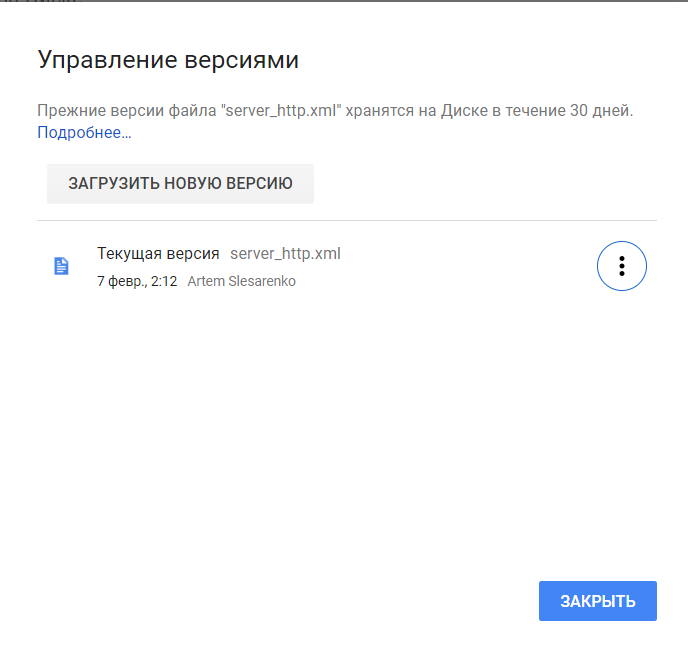 Управление версиями
Прежние версии файла "server_http.xml" хранятся на Диске в течение 30 дней.
Подробнее…
ЗАГРУЗИТЬ НОВУЮ ВЕРСИЮ
Текущая версия server_http.xml
7 февр., 2:12 Artem Slesarenko
ЗАКРЫТЬ